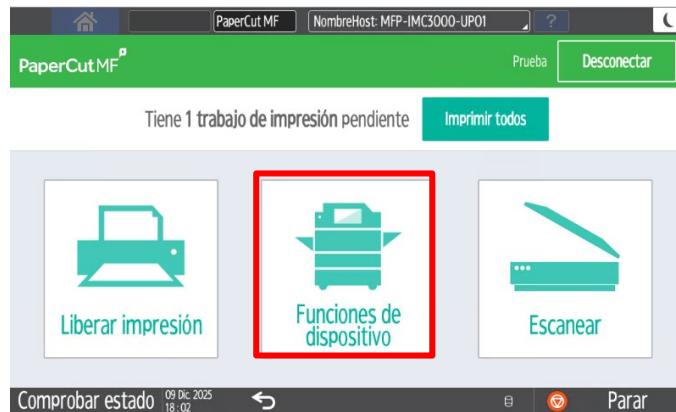 PaperCut MF
NombreHost: MFP-IMC3000-UP01
?
PaperCut MF
Prueba
Desconectar
Tiene 1 trabajo de impresión pendiente
Imprimir todos
Liberar impresión
Funciones de
dispositivo
Escanear
Comprobar estado
09 Dic. 2025
18:02
Parar